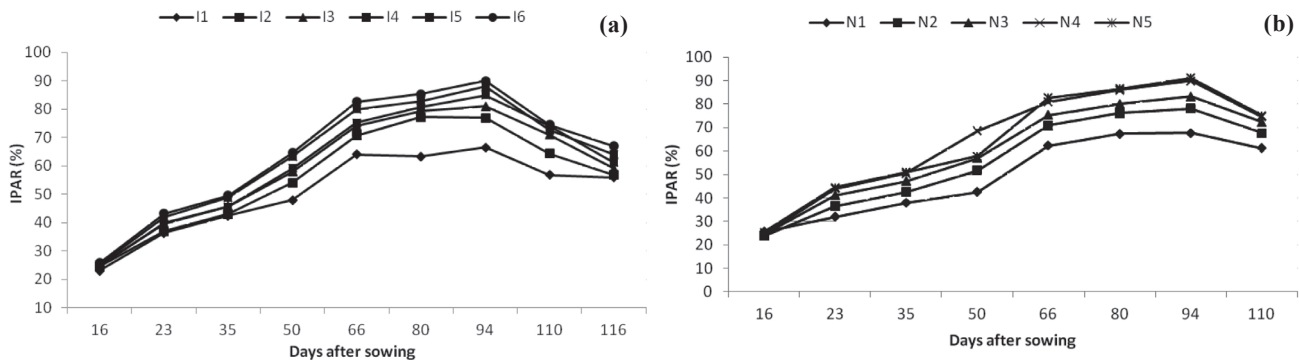 I1 I2 I3 I4 I5 I6
(a)
IPAR (%)
100
90
80
70
60
50
40
30
20
10
16 23 35 50 66 80 94 110 116
Days after sowing
N1 N2 N3 N4 N5
(b)
IPAR (%)
100
90
80
70
60
50
40
30
20
10
0
16 23 35 50 66 80 94 110
Days after sowing